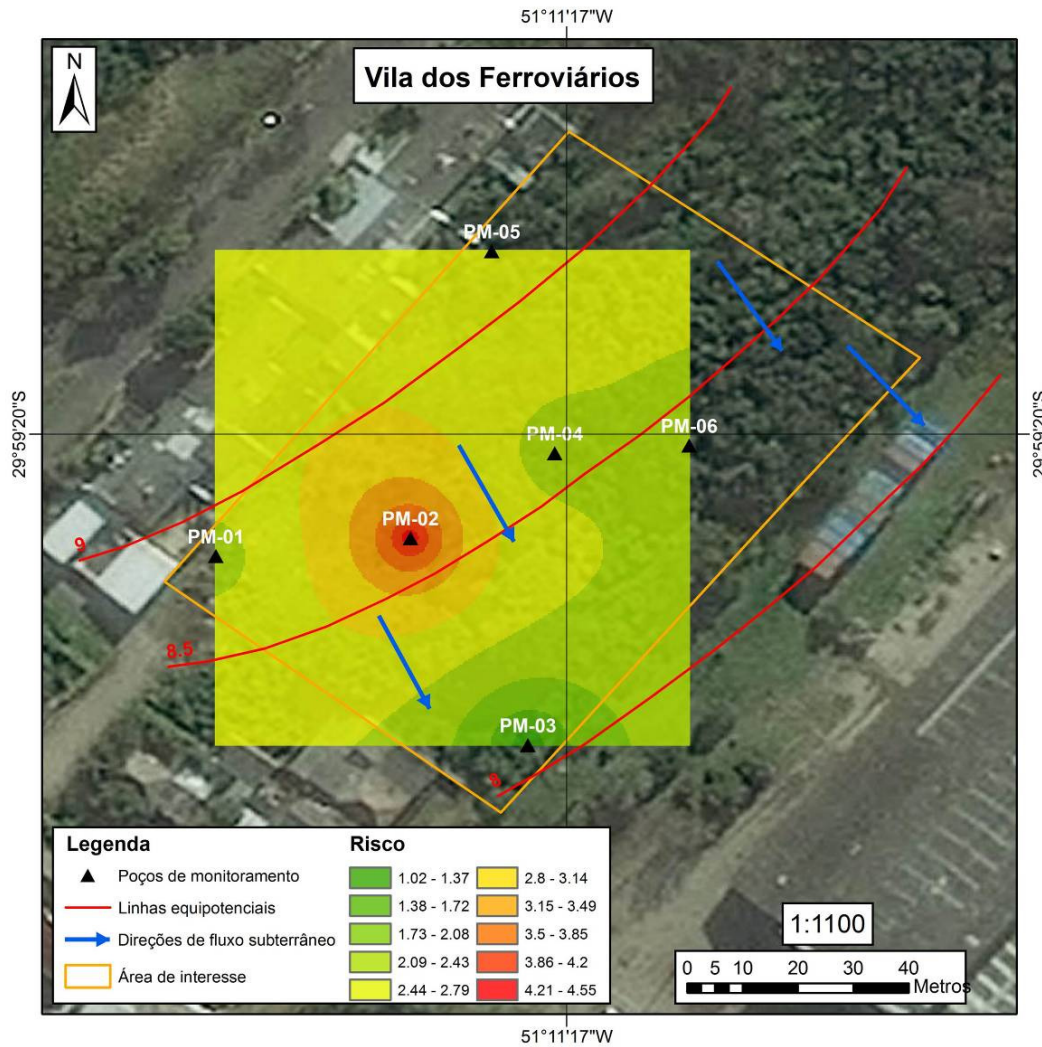 51°11'17"W
N
Vila dos Ferroviários
PM-05
29°59'20"S
29°59'20"S
PM-04
PM-06
PM-02
9
PM-01
8.5
PM-03
8
Legenda
Poços de monitoramento
Linhas equipotenciais
Direções de fluxo subterrâneo
Área de interesse
Risco
1.02 - 1.37
1.38 - 1.72
1.73 - 2.08
2.09 - 2.43
2.44 - 2.79
2.8 - 3.14
3.15 - 3.49
3.5 - 3.85
3.86 - 4.2
4.21 - 4.55
1:1100
0 5 10 20 30 40
Metros
51°11'17"W